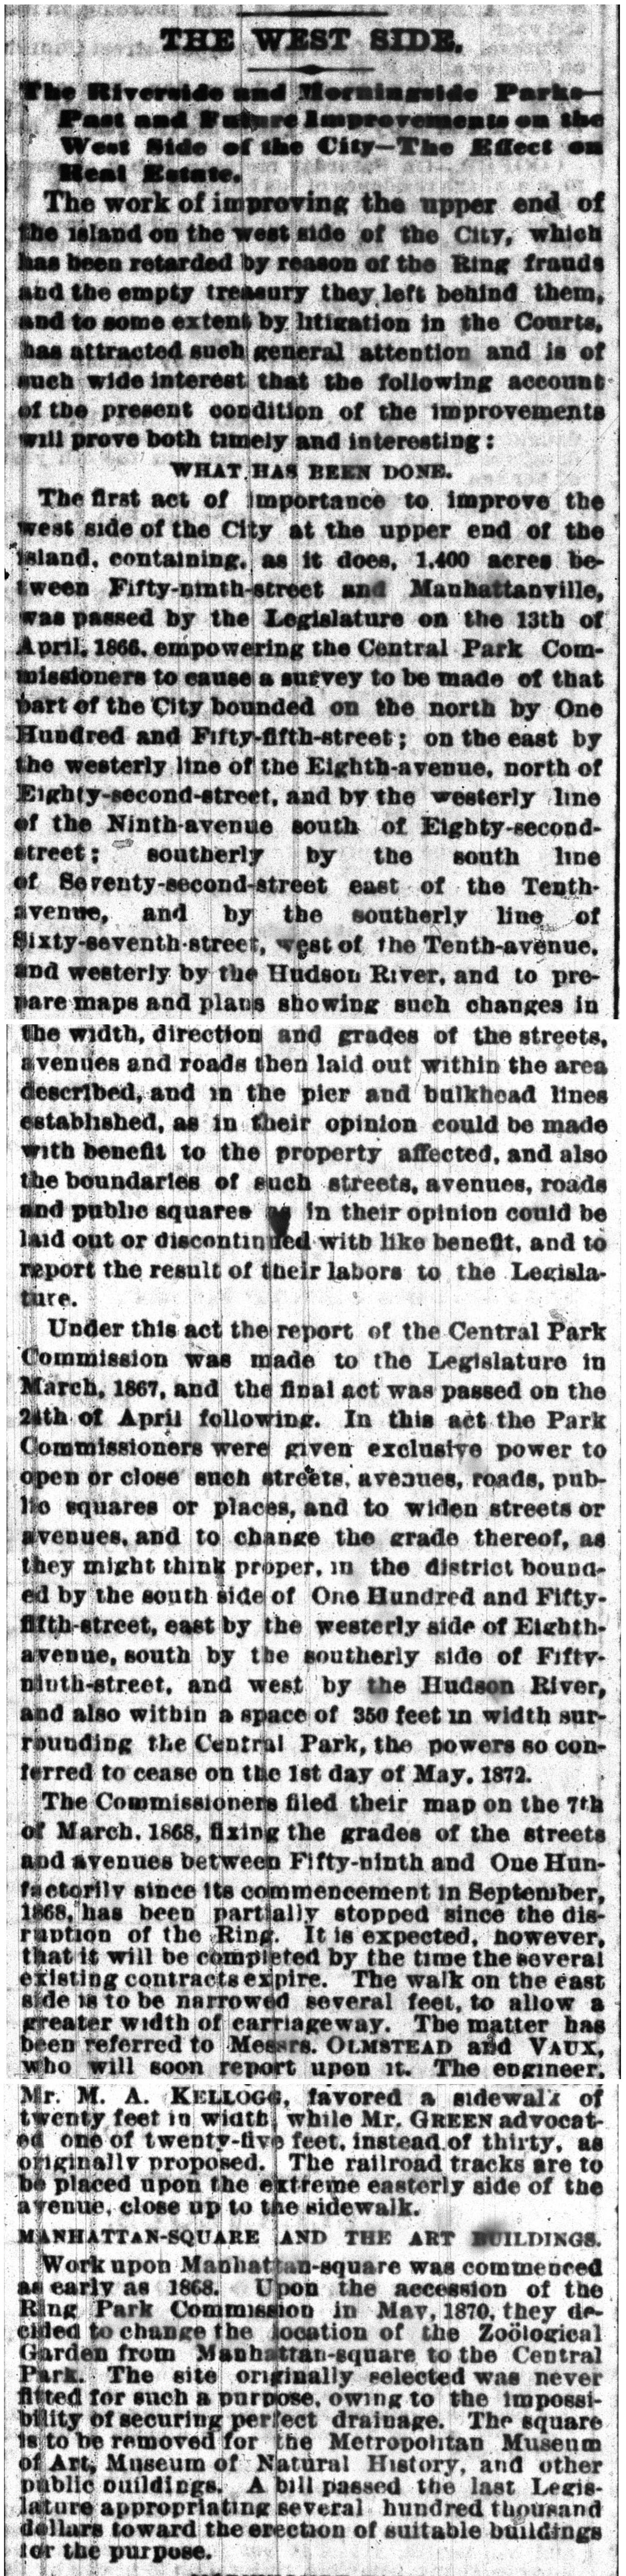 THE WEST SIDE.
The Riverside and Morningside Parks—
Past and Future Improvements on the
West Side of the City—The Effect on
Real Estate.
The work of improving the upper end of
the island on the west side of the City, which
has been retarded by reason of the Ring frauds
and the empty treasury they left behind them,
and to some extent by litigation in the Courts,
has attracted such general attention and is of
such wide interest that the following account
of the present condition of the improvements
will prove both timely and interesting:
WHAT HAS BEEN DONE.
The first act of importance to improve the
west side of the City at the upper end of the
island, containing, as it does, 1,400 acres be-
tween Fifty-ninth-street and Manhattanville,
was passed by the Legislature on the 13th of
April, 1866, empowering the Central Park Com-
missioners to cause a survey to be made of that
part of the City bounded on the north by One
Hundred and Fifty-fifth-street; on the east by
the westerly line of the Eighth-avenue, north of
Eighty-second-street, and by the westerly line
of the Ninth-avenue south of Eighty-second-
street; southerly by the south line
of Seventy-second-street east of the Tenth-
avenue, and by the southerly line of
Sixty-seventh-street, west of the Tenth-avenue,
and westerly by the Hudson River, and to pre-
pare maps and plans showing such changes in
the width, direction and grades of the streets,
avenues and roads then laid out within the area
described, and in the pier and bulkhead lines
established, as in their opinion could be made
with benefit to the property affected, and also
the boundaries of such streets, avenues, roads
and public squares as in their opinion could be
laid out or discontinued with like benefit, and to
report the result of their labors to the Legisla-
ture.
Under this act the report of the Central Park
Commission was made to the Legislature in
March, 1867, and the final act was passed on the
24th of April following. In this act the Park
Commissioners were given exclusive power to
open or close such streets, avenues, roads, pub-
lic squares or places, and to widen streets or
avenues, and to change the grade thereof, as
they might think proper, in the district bound-
ed by the south side of One Hundred and Fifty-
fifth-street, east by the westerly side of Eighth-
avenue, south by the southerly side of Fifty-
ninth-street, and west by the Hudson River,
and also within a space of 350 feet in width sur-
rounding the Central Park, the powers so con-
ferred to cease on the 1st day of May, 1872.
The Commissioners filed their map on the 7th
of March, 1868, fixing the grades of the streets
and avenues between Fifty-ninth and One Hun-
factorily since its commencement in September,
1868, has been partially stopped since the dis-
ruption of the Ring. It is expected, however,
that it will be completed by the time the several
existing contracts expire. The walk on the east
side is to be narrowed several feet, to allow a
greater width of carriageway. The matter has
been referred to Messrs. OLMSTEAD and VAUX,
who will soon report upon it. The engineer,
Mr. M. A. KELLOGG, favored a sidewalk of
twenty feet in width, while Mr. GREEN advocat-
ed one of twenty-five feet, instead of thirty, as
originally proposed. The railroad tracks are to
be placed upon the extreme easterly side of the
avenue, close up to the sidewalk.
MANHATTAN-SQUARE AND THE ART BUILDINGS.
Work upon Manhattan-square was commenced
as early as 1868. Upon the accession of the
Ring Park Commission in May, 1870, they de-
cided to change the location of the Zoölogical
Garden from Manhattan-square to the Central
Park. The site originally selected was never
fitted for such a purpose, owing to the impossi-
bility of securing perfect drainage. The square
is to be removed for the Metropolitan Museum
of Art, Museum of Natural History, and other
public buildings. A bill passed the last Legis-
lature appropriating several hundred thousand
dollars toward the erection of suitable buildings
for the purpose.